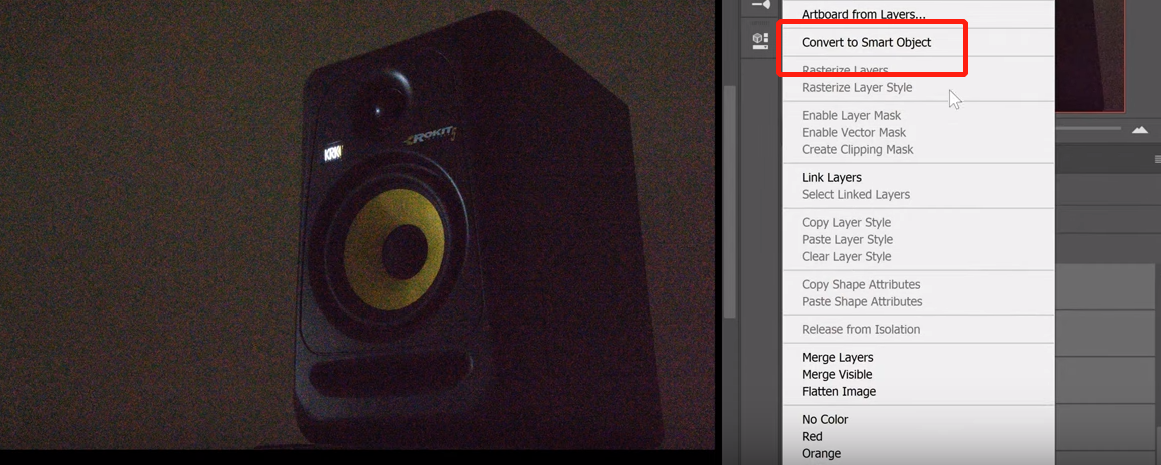 KRK
ROKIT
Artboard from Layers...
Convert to Smart Object
Rasterize Layers
Rasterize Layer Style
Enable Layer Mask
Enable Vector Mask
Create Clipping Mask
Link Layers
Select Linked Layers
Copy Layer Style
Paste Layer Style
Clear Layer Style
Copy Shape Attributes
Paste Shape Attributes
Release from Isolation
Merge Layers
Merge Visible
Flatten Image
No Color
Red
Orange